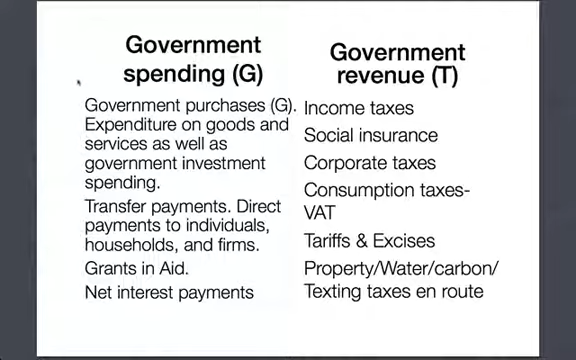 Government
spending (G)
Government purchases (G).
Expenditure on goods and
services as well as
government investment
spending.
Transfer payments. Direct
payments to individuals,
households, and firms.
Grants in Aid.
Net interest payments
Government
revenue (T)
Income taxes
Social insurance
Corporate taxes
Consumption taxes-
VAT
Tariffs & Excises
Property/Water/carbon/
Texting taxes en route